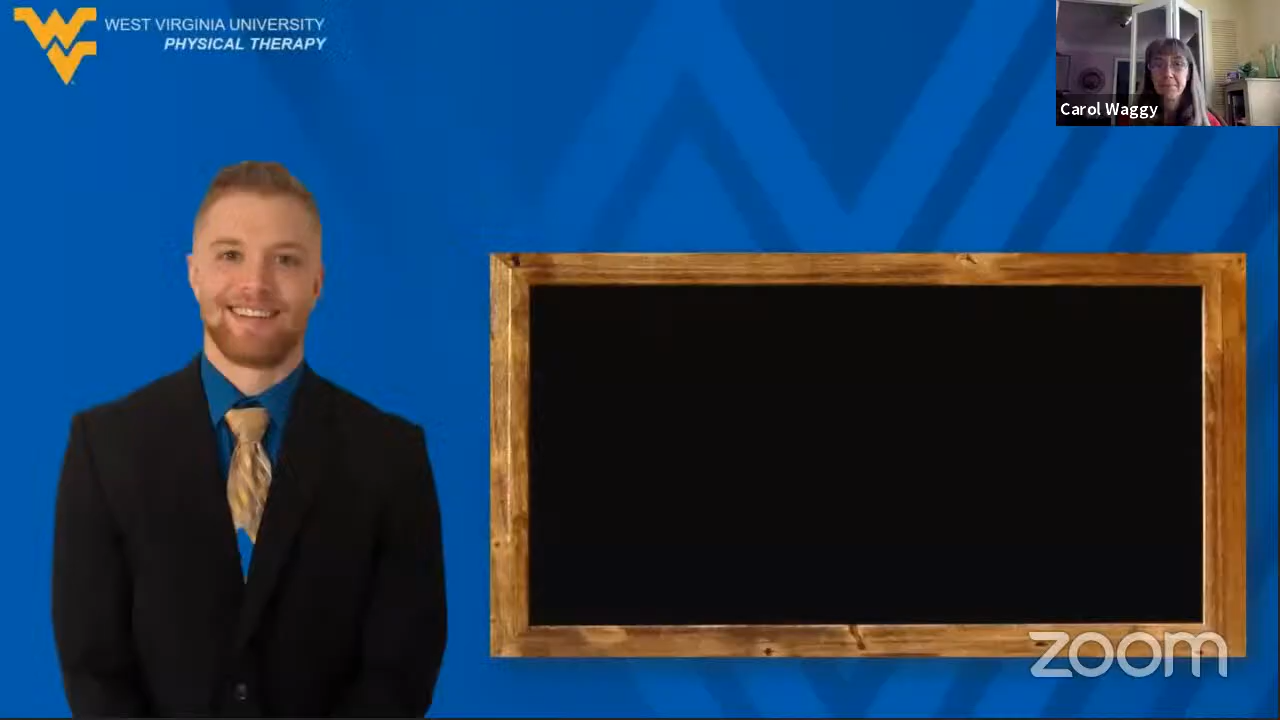 WEST VIRGINIA UNIVERSITY
PHYSICAL THERAPY
Carol Waggy
zoom